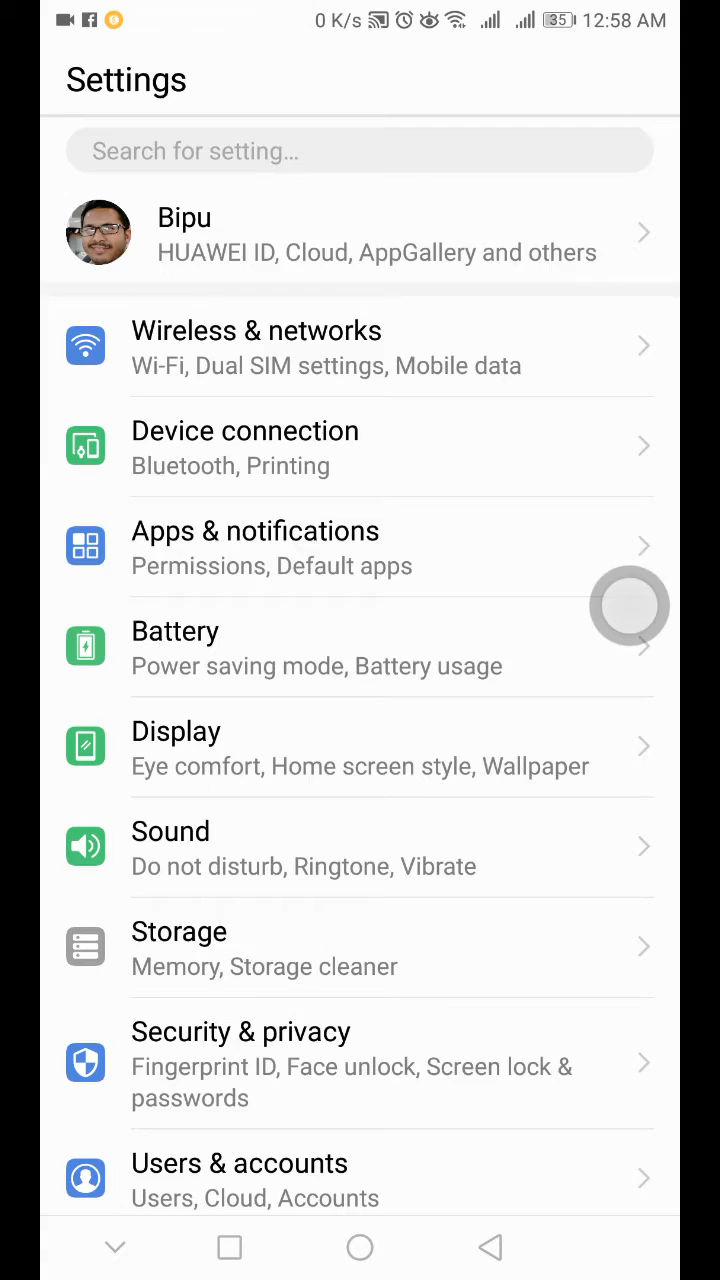 0 K/s 35 12:58 AM
Settings
Search for setting...
Bipu
HUAWEI ID, Cloud, AppGallery and others
Wireless & networks
Wi-Fi, Dual SIM settings, Mobile data
Device connection
Bluetooth, Printing
Apps & notifications
Permissions, Default apps
Battery
Power saving mode, Battery usage
Display
Eye comfort, Home screen style, Wallpaper
Sound
Do not disturb, Ringtone, Vibrate
Storage
Memory, Storage cleaner
Security & privacy
Fingerprint ID, Face unlock, Screen lock &
passwords
Users & accounts
Users, Cloud, Accounts